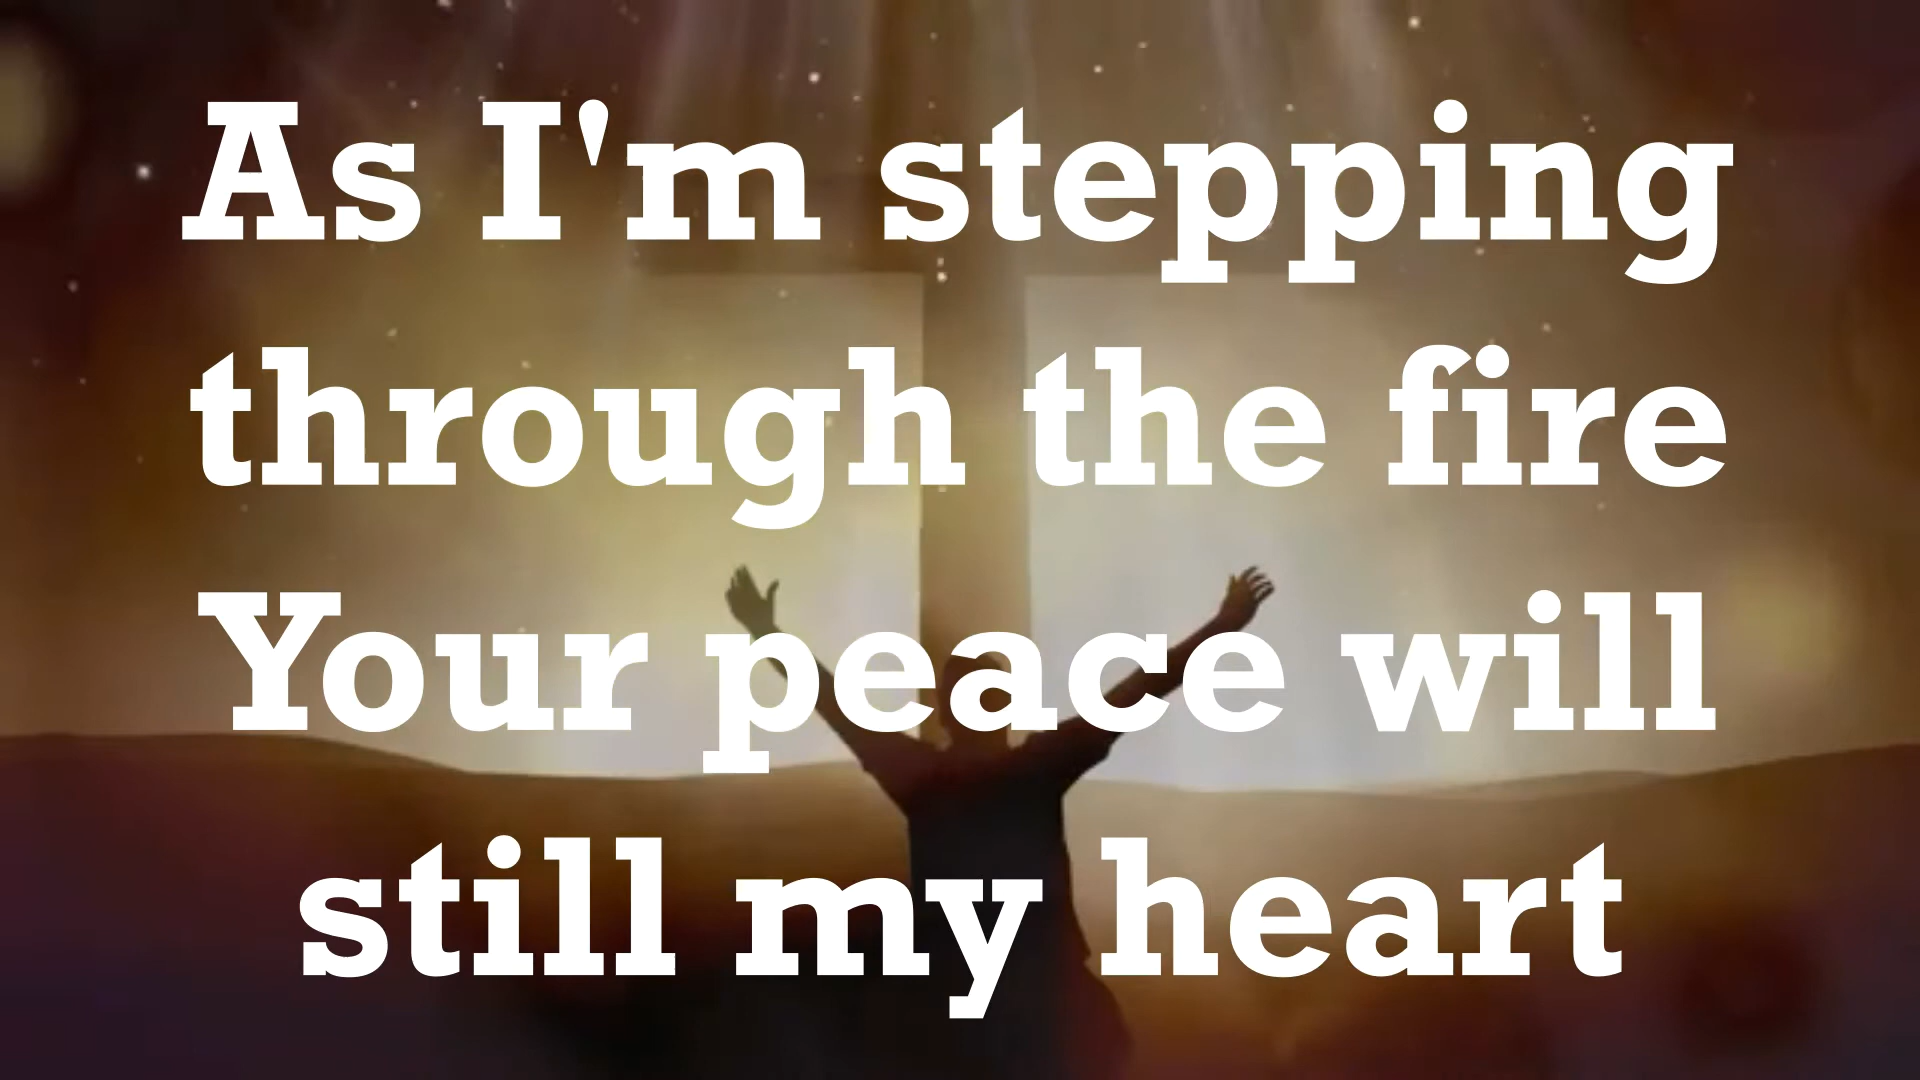 As I'm stepping
through the fire
Your peace will
still my heart